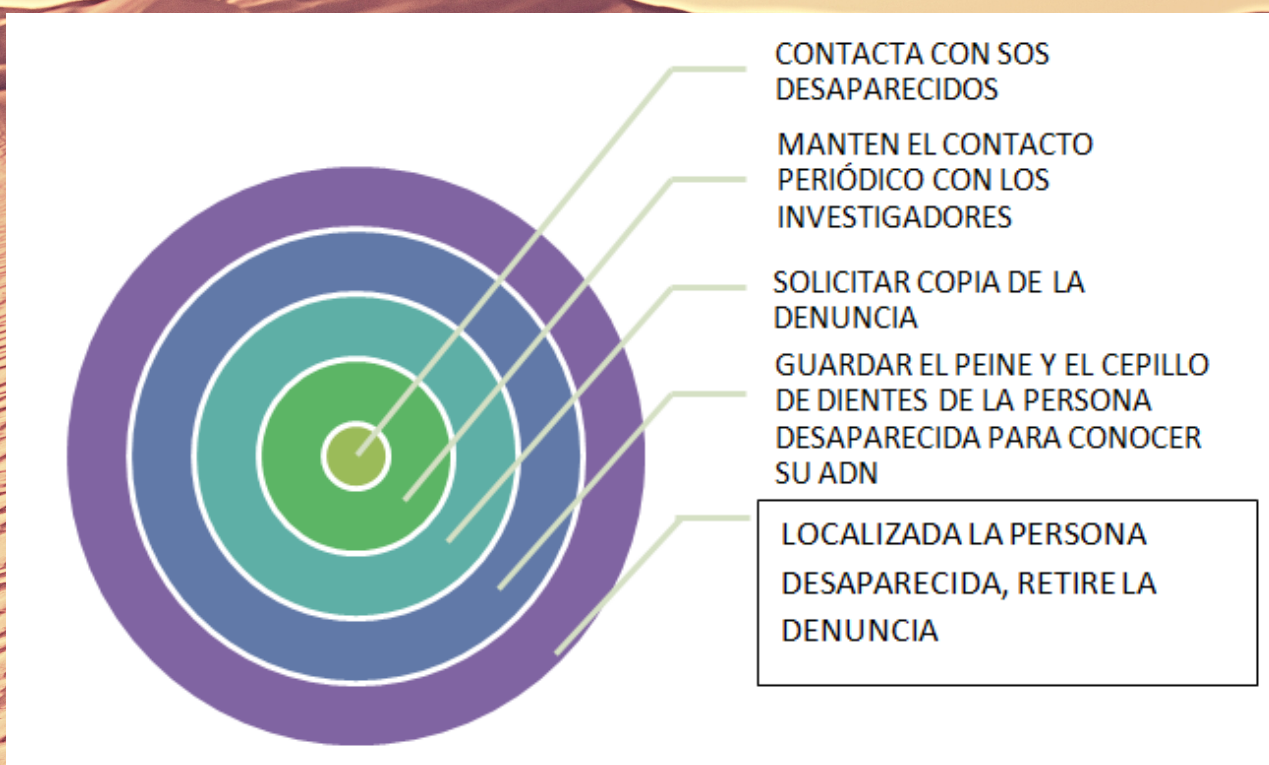 CONTACTA CON SOS
DESAPARECIDOS
MANTEN EL CONTACTO
PERIÓDICO CON LOS
INVESTIGADORES
SOLICITAR COPIA DE LA
DENUNCIA
GUARDAR EL PEINE Y EL CEPILLO
DE DIENTES DE LA PERSONA
DESAPARECIDA PARA CONOCER
SU ADN
LOCALIZADA LA PERSONA
DESAPARECIDA, RETIRE LA
DENUNCIA